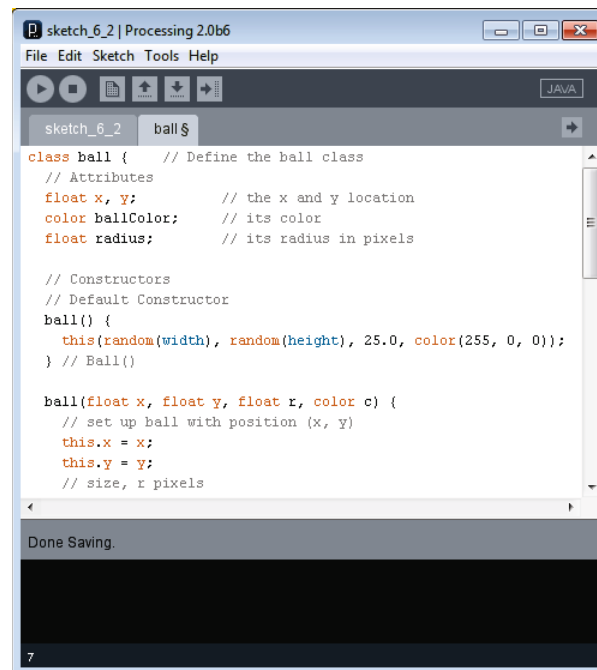 sketch_6_2 | Processing 2.0b6
File Edit Sketch Tools Help
JAVA
sketch_6_2 ball §
class ball {    // Define the ball class
  // Attributes
  float x, y;          // the x and y location
  color ballColor;     // its color
  float radius;        // its radius in pixels

  // Constructors
  // Default Constructor
  ball() {
    this(random(width), random(height), 25.0, color(255, 0, 0));
  } // Ball()

  ball(float x, float y, float r, color c) {
    // set up ball with position (x, y)
    this.x = x;
    this.y = y;
    // size, r pixels
Done Saving.
7